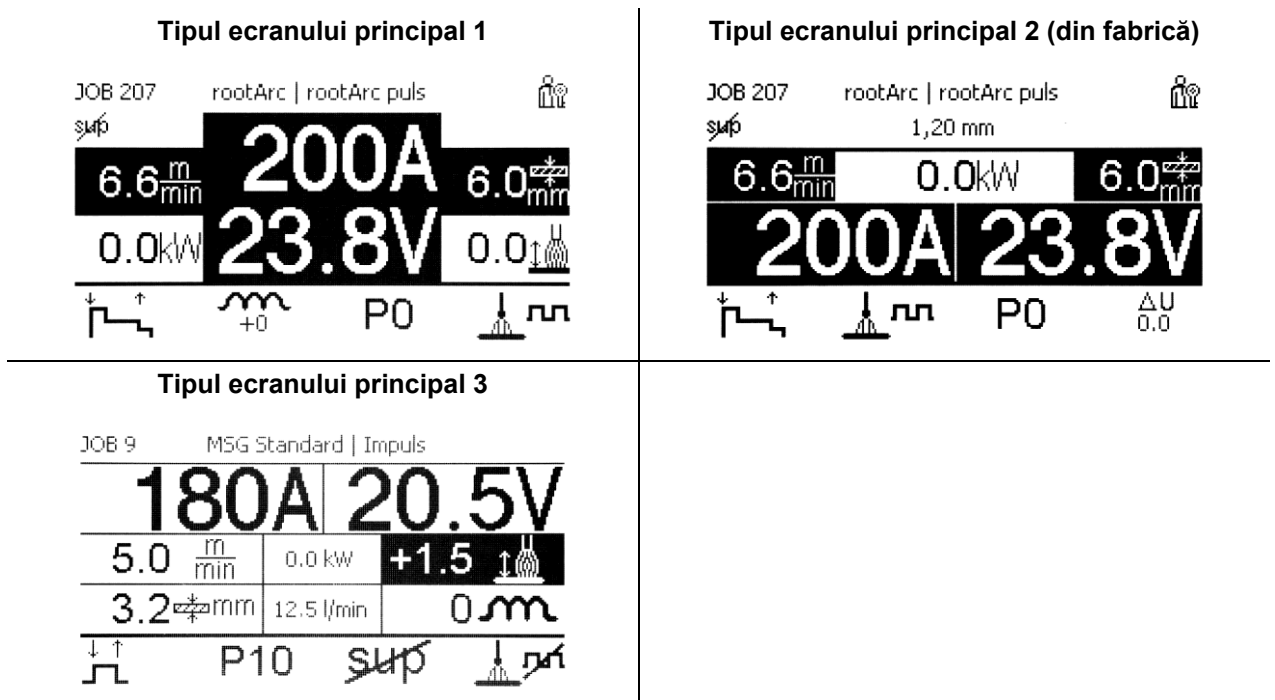 Tipul ecranului principal 1
JOB 207 rootArc | rootArc puls
sup
200A
6.6 m/min
6.0 mm
23.8V
0.0kW
0.0
+0
P0
Tipul ecranului principal 2 (din fabrică)
JOB 207 rootArc | rootArc puls
sup
1,20 mm
6.6 m/min 0.0kW 6.0 mm
200A 23.8V
P0
ΔU
0.0
Tipul ecranului principal 3
JOB 9 MSG Standard | Impuls
180A 20.5V
5.0 m/min 0.0 kW +1.5
3.2 mm 12.5 l/min 0
P10 sup